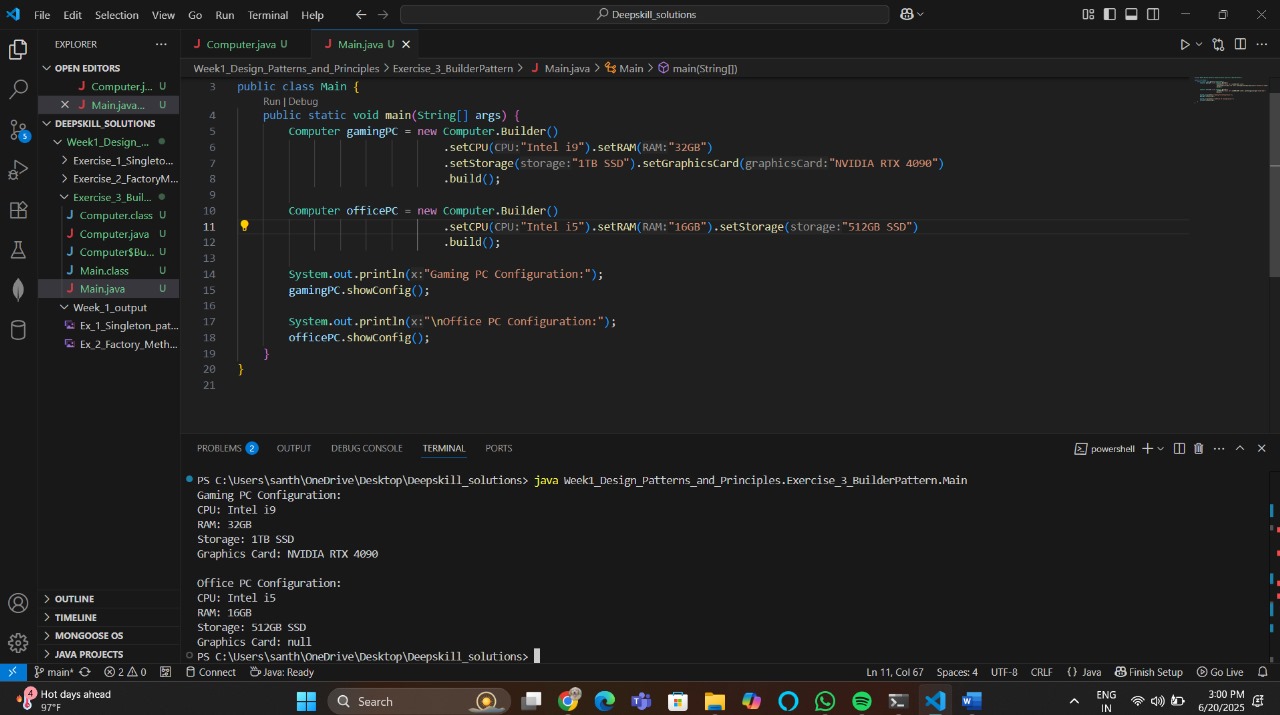 File Edit Selection View Go Run Terminal Help
Deepskill_solutions
EXPLORER
OPEN EDITORS
Computer.j... U
Main.java... U
DEEPSKILL_SOLUTIONS
Week1_Design_...
Exercise_1_Singleto...
Exercise_2_FactoryM...
Exercise_3_Buil...
Computer.class U
Computer.java U
Computer$Bu... U
Main.class U
Main.java U
Week_1_output
Ex_1_Singleton_pat...
Ex_2_Factory_Meth...
OUTLINE
TIMELINE
MONGOOSE OS
JAVA PROJECTS
5
Computer.java U Main.java U
Week1_Design_Patterns_and_Principles > Exercise_3_BuilderPattern > Main.java > Main > main(String[])
3 public class Main {
Run | Debug
4 public static void main(String[] args) {
5 Computer gamingPC = new Computer.Builder()
6 .setCPU(CPU:"Intel i9").setRAM(RAM:"32GB")
7 .setStorage(storage:"1TB SSD").setGraphicsCard(graphicsCard:"NVIDIA RTX 4090")
8 .build();
9
10 Computer officePC = new Computer.Builder()
11 .setCPU(CPU:"Intel i5").setRAM(RAM:"16GB").setStorage(storage:"512GB SSD")
12 .build();
13
14 System.out.println(x:"Gaming PC Configuration:");
15 gamingPC.showConfig();
16
17 System.out.println(x:"\nOffice PC Configuration:");
18 officePC.showConfig();
19 }
20 }
21
PROBLEMS 2 OUTPUT DEBUG CONSOLE TERMINAL PORTS
powershell
PS C:\Users\santh\OneDrive\Desktop\Deepskill_solutions> java Week1_Design_Patterns_and_Principles.Exercise_3_BuilderPattern.Main
Gaming PC Configuration:
CPU: Intel i9
RAM: 32GB
Storage: 1TB SSD
Graphics Card: NVIDIA RTX 4090
Office PC Configuration:
CPU: Intel i5
RAM: 16GB
Storage: 512GB SSD
Graphics Card: null
PS C:\Users\santh\OneDrive\Desktop\Deepskill_solutions>
main* 2 0 Connect Java: Ready Ln 11, Col 67 Spaces: 4 UTF-8 CRLF {} Java Finish Setup Go Live
4
Hot days ahead
97°F
Search
ENG
IN
3:00 PM
6/20/2025